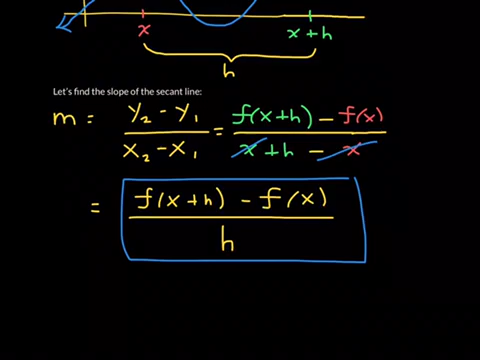 x x + h
h
Let's find the slope of the secant line:
m = y₂ - y₁ / x₂ - x₁ = f(x+h) - f(x) / x + h - x
= f(x+h) - f(x) / h